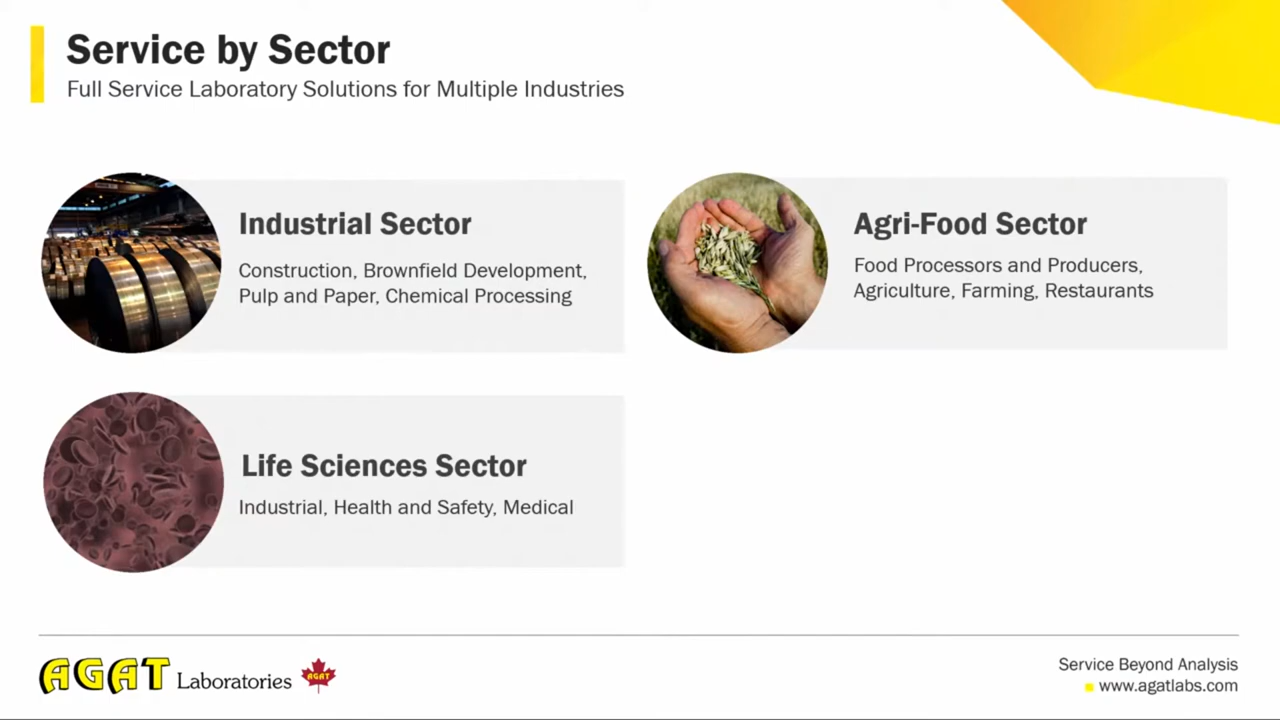 Service by Sector
Full Service Laboratory Solutions for Multiple Industries
Industrial Sector
Construction, Brownfield Development,
Pulp and Paper, Chemical Processing
Agri-Food Sector
Food Processors and Producers,
Agriculture, Farming, Restaurants
Life Sciences Sector
Industrial, Health and Safety, Medical
AGAT Laboratories AGAT
Service Beyond Analysis
www.agatlabs.com